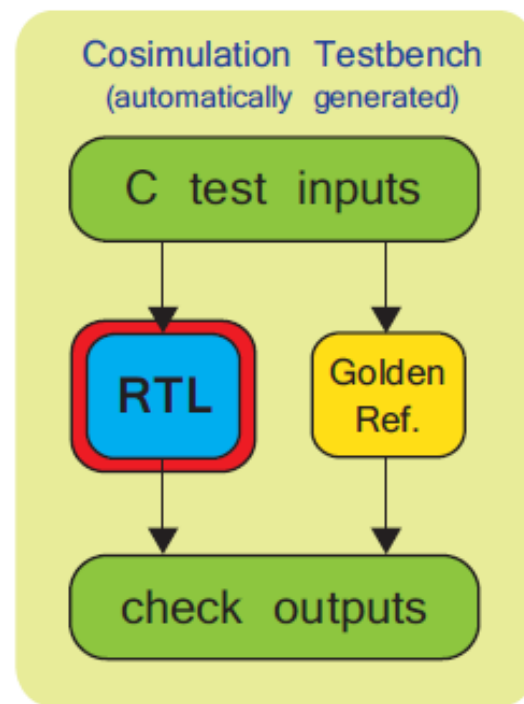 Cosimulation Testbench
(automatically generated)
C test inputs
RTL
Golden
Ref.
check outputs